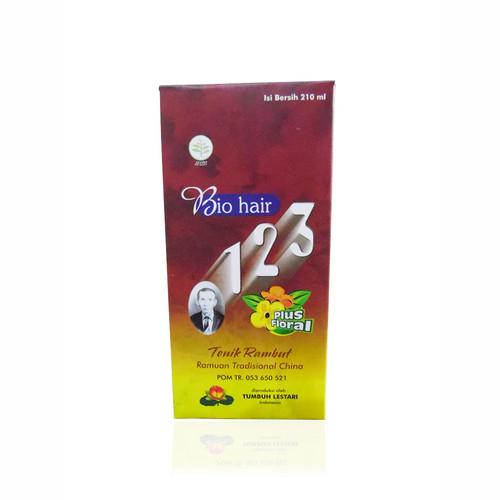 Isi Bersih 210 ml
Bio hair
123
Plus
Floral
Tonik Rambut
Ramuan Tradisional China
POM TR. 053 650 521
diproduksi oleh :
TUMBUH LESTARI
Indonesia